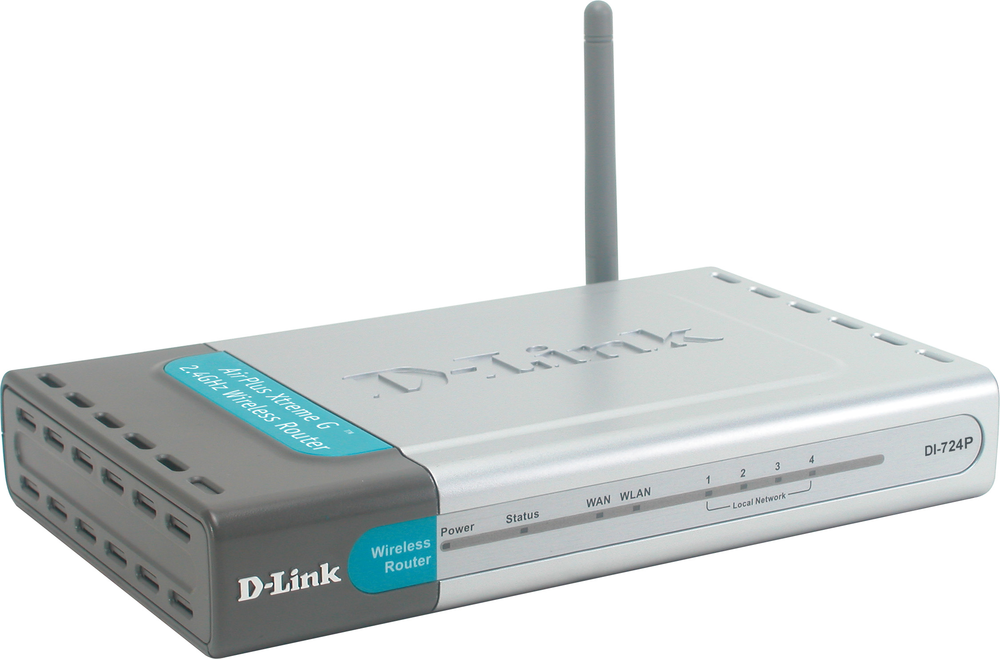 D-Link
AirPlus Xtreme G ™
2.4GHz Wireless Router
DI-724P
1 2 3 4
WAN WLAN
Local Network
Status
Power
Wireless
Router
D-Link